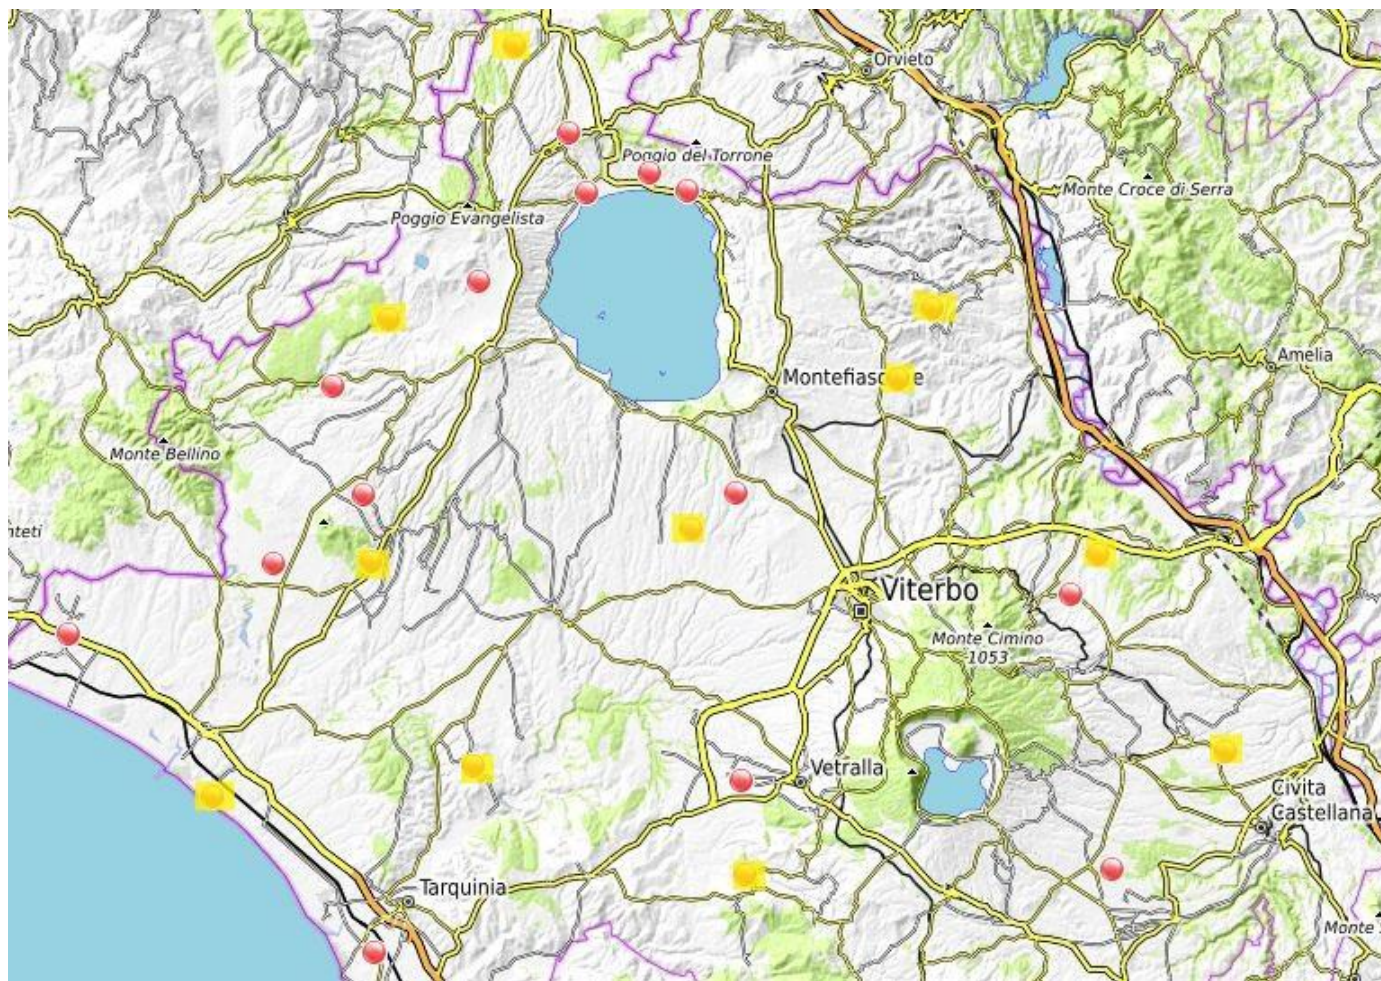 Orvieto
Poggio del Torrone
Monte Croce di Serra
Poggio Evangelista
Amelia
Monte Bellino
nteti
Viterbo
Monte Cimino
1053
Vetralla
Civita
Castellana
Tarquinia
Monte